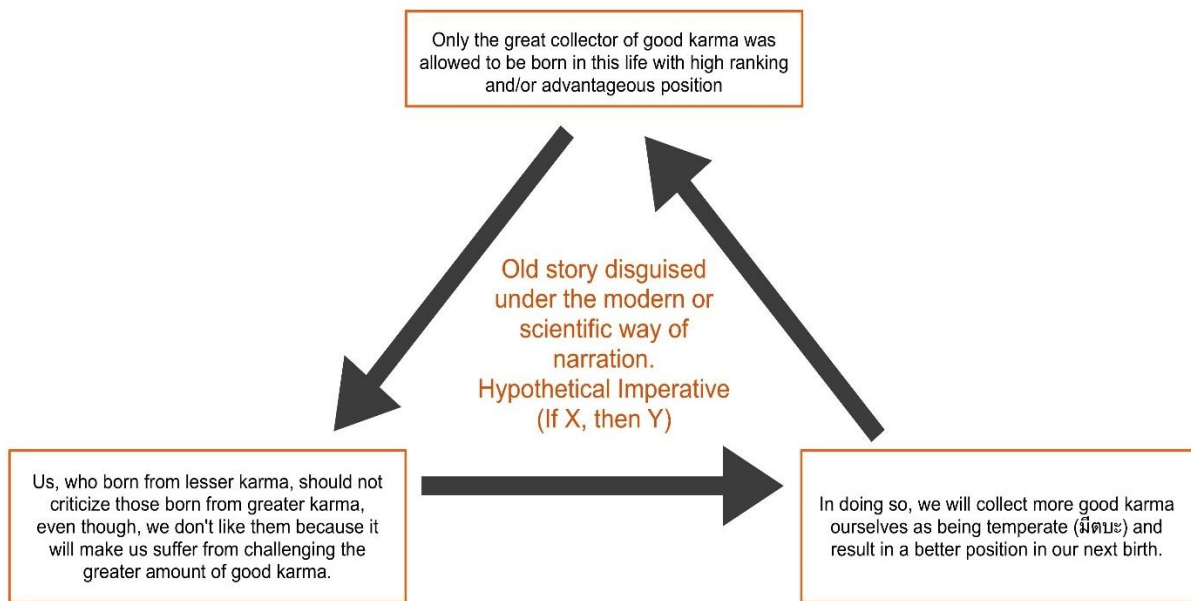 Only the great collector of good karma was
allowed to be born in this life with high ranking
and/or advantageous position
Old story disguised
under the modern or
scientific way of
narration.
Hypothetical Imperative
(If X, then Y)
Us, who born from lesser karma, should not
criticize those born from greater karma,
even though, we don't like them because it
will make us suffer from challenging the
greater amount of good karma.
In doing so, we will collect more good karma
ourselves as being temperate (มีตบะ) and
result in a better position in our next birth.